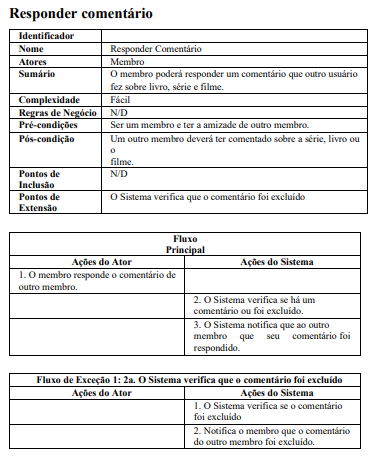 Responder comentário
Identificador
Nome Responder Comentário
Atores Membro
Sumário O membro poderá responder um comentário que outro usuário
fez sobre livro, série e filme.
Complexidade Fácil
Regras de Negócio N/D
Pré-condições Ser um membro e ter a amizade de outro membro.
Pós-condição Um outro membro deverá ter comentado sobre a série, livro ou
o
filme.
Pontos de N/D
Inclusão
Pontos de O Sistema verifica que o comentário foi excluído
Extensão
Fluxo
Principal
Ações do Ator Ações do Sistema
1. O membro responde o comentário de
outro membro.
2. O Sistema verifica se há um
comentário ou foi excluído.
3. O Sistema notifica que ao outro
membro que seu comentário foi
respondido.
Fluxo de Exceção 1: 2a. O Sistema verifica que o comentário foi excluído
Ações do Ator Ações do Sistema
1. O Sistema verifica se o comentário
foi excluído
2. Notifica o membro que o comentário
do outro membro foi excluído.